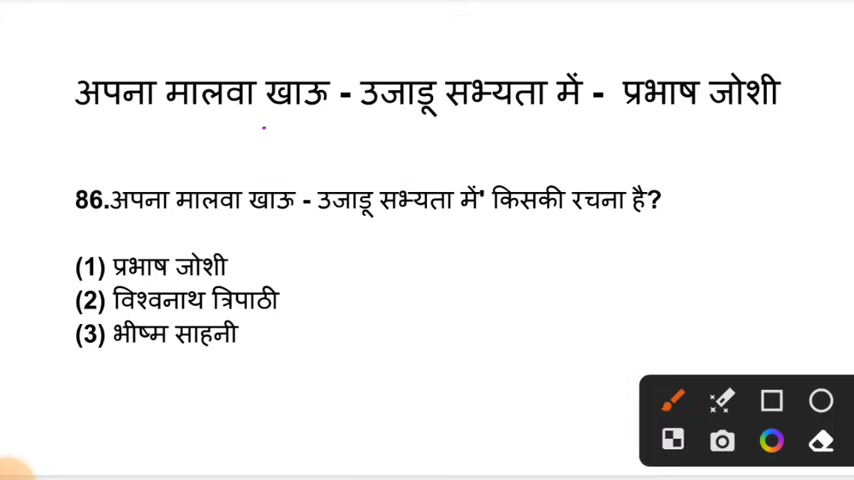 अपना मालवा खाऊ - उजाड़ू सभ्यता में - प्रभाष जोशी
86.अपना मालवा खाऊ - उजाड़ू सभ्यता में' किसकी रचना है?
(1) प्रभाष जोशी
(2) विश्वनाथ त्रिपाठी
(3) भीष्म साहनी